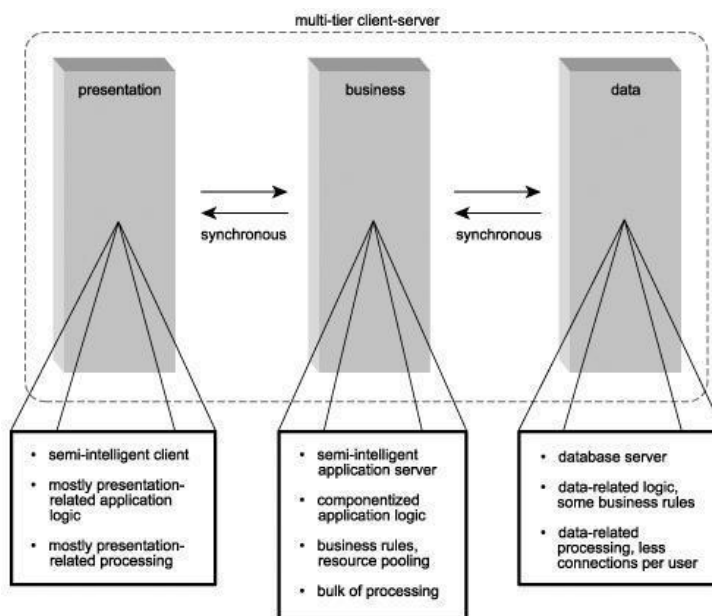 multi-tier client-server
presentation
business
data
synchronous
synchronous
• semi-intelligent client
• mostly presentation-
related application
logic
• mostly presentation-
related processing
• semi-intelligent
application server
• componentized
application logic
• business rules,
resource pooling
• bulk of processing
• database server
• data-related logic,
some business rules
• data-related
processing, less
connections per user